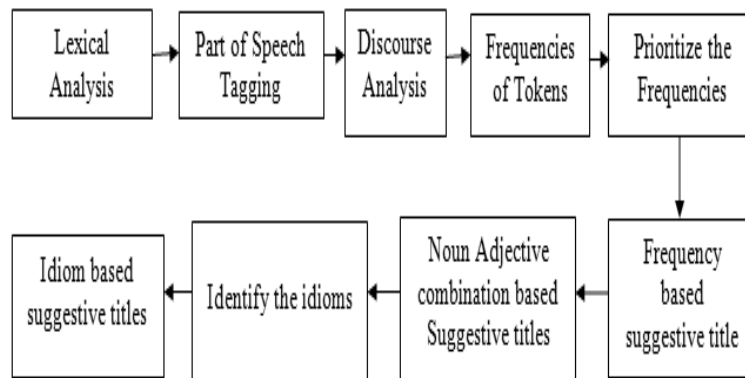 Lexical
Analysis
Part of Speech
Tagging
Discourse
Analysis
Frequencies
of Tokens
Prioritize the
Frequencies
Frequency
based
suggestive title
Noun Adjective
combination based
Suggestive titles
Identify the idioms
Idiom based
suggestive titles